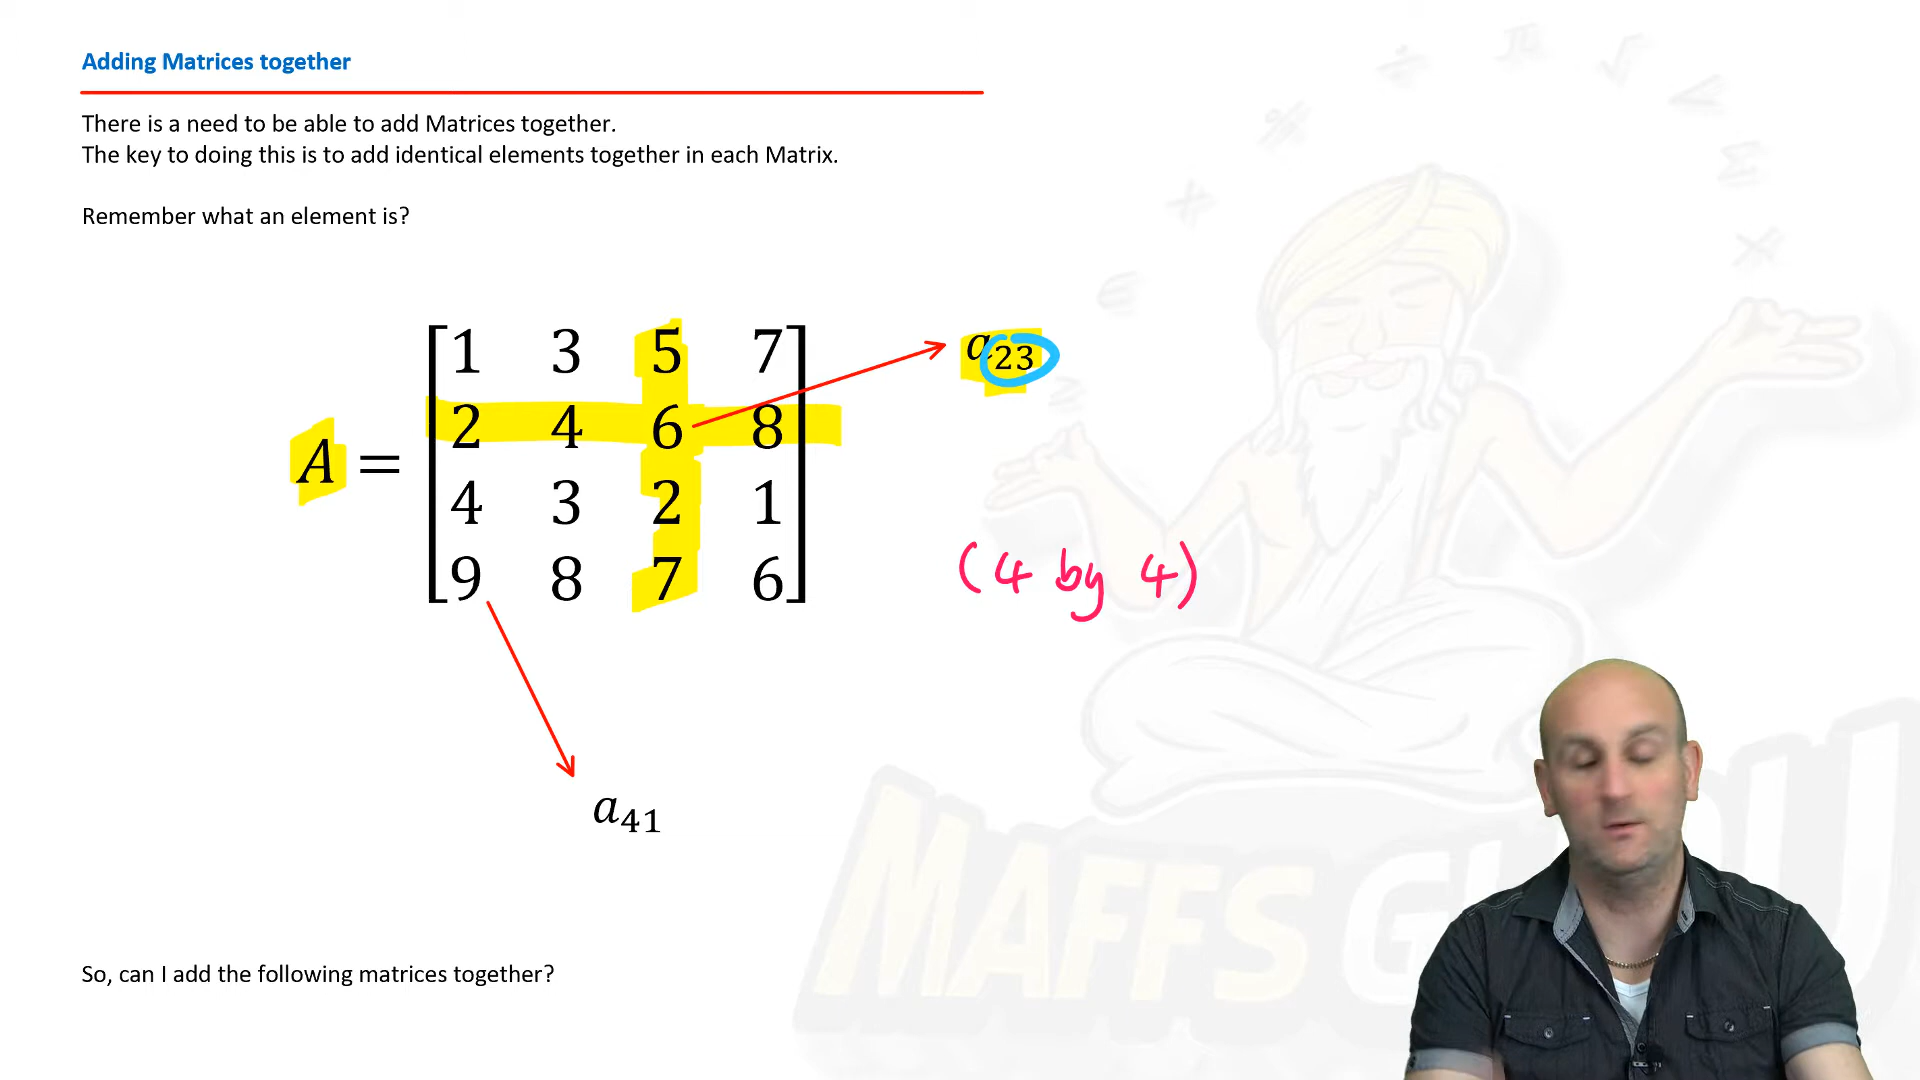 Adding Matrices together
There is a need to be able to add Matrices together.
The key to doing this is to add identical elements together in each Matrix.
Remember what an element is?
A = [1 3 5 7
2 4 6 8
4 3 2 1
9 8 7 6]
a₂₃
(4 by 4)
a₄₁
So, can I add the following matrices together?
MAFFS G